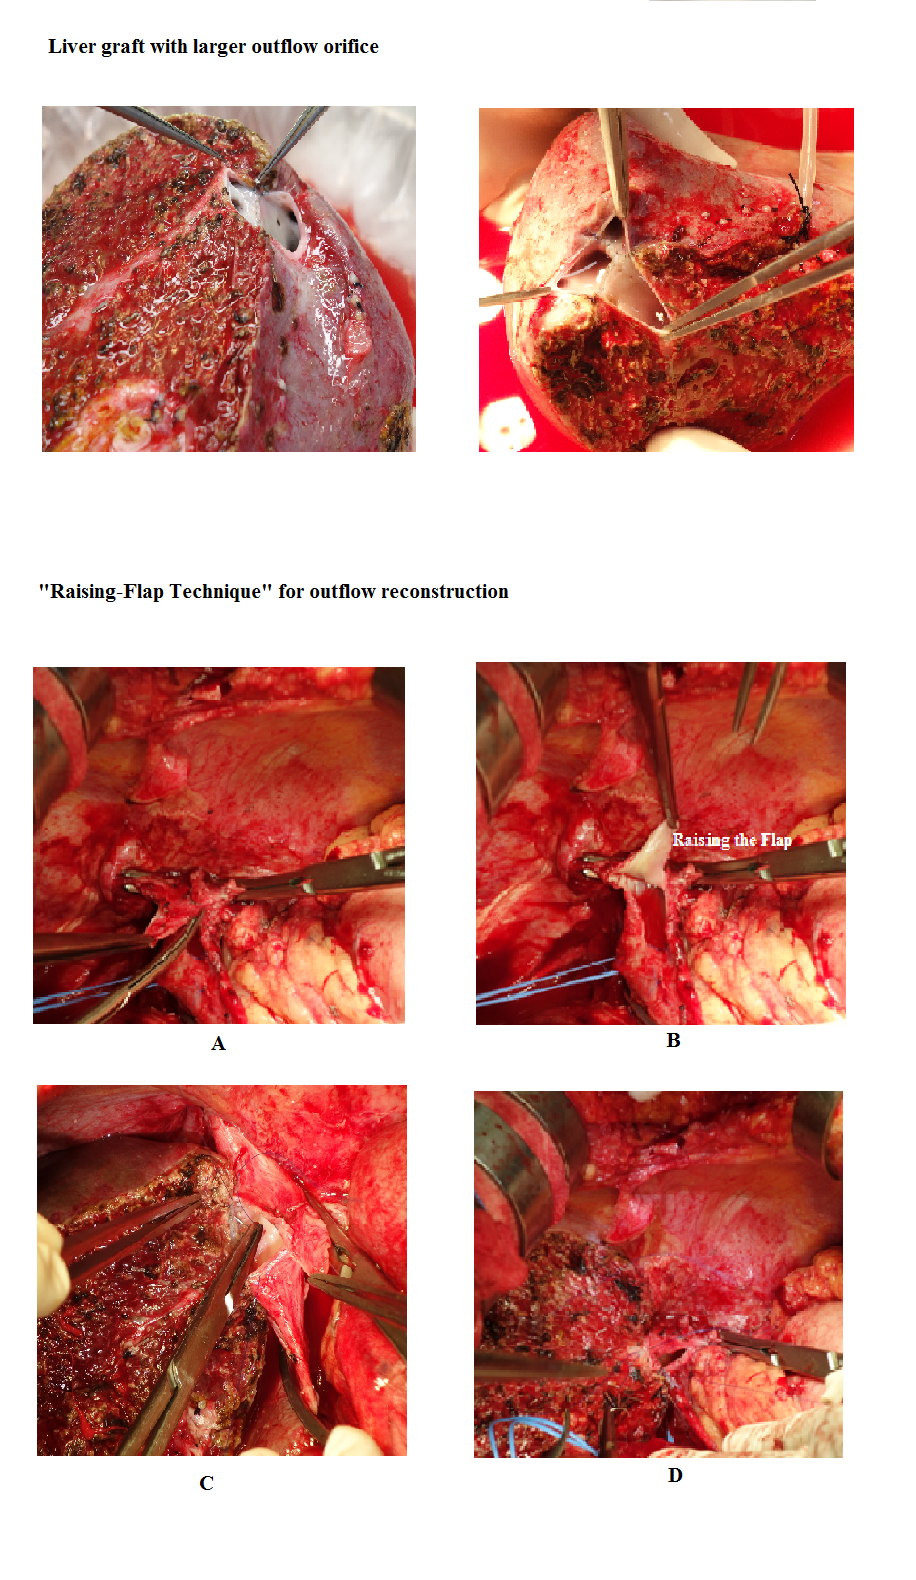 Liver graft with larger outflow orifice
"Raising-Flap Technique" for outflow reconstruction
Raising the Flap
A
B
C
D